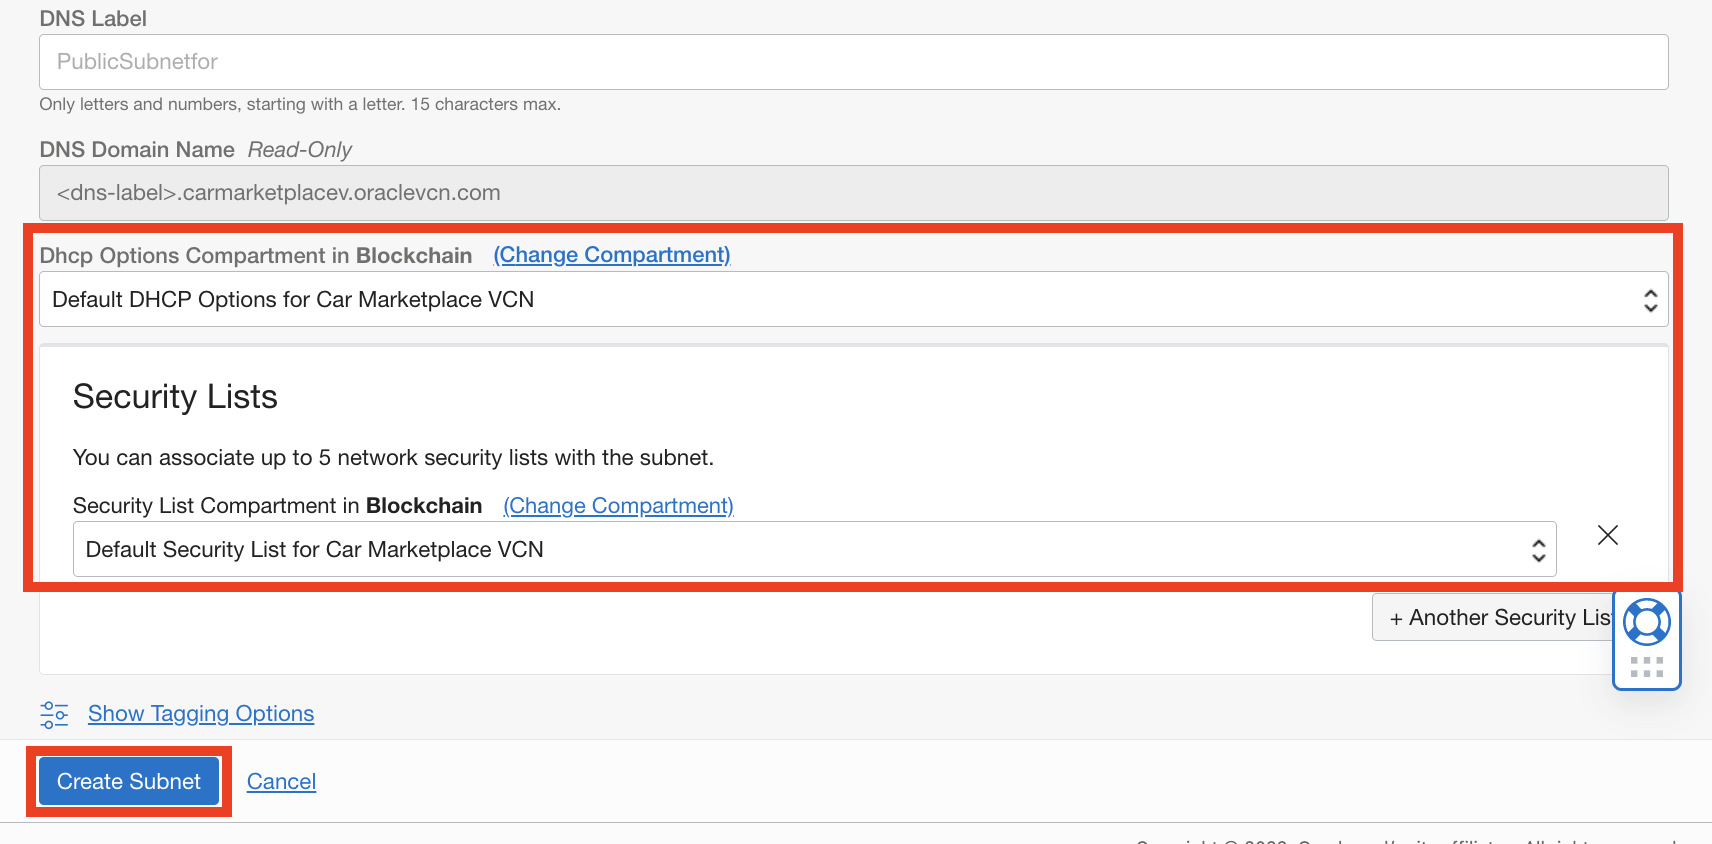 DNS Label
PublicSubnetfor
Only letters and numbers, starting with a letter. 15 characters max.
DNS Domain Name Read-Only
<dns-label>.carmarketplacev.oraclevcn.com
Dhcp Options Compartment in Blockchain (Change Compartment)
Default DHCP Options for Car Marketplace VCN
Security Lists
You can associate up to 5 network security lists with the subnet.
Security List Compartment in Blockchain (Change Compartment)
Default Security List for Car Marketplace VCN
+ Another Security List
Show Tagging Options
Create Subnet Cancel